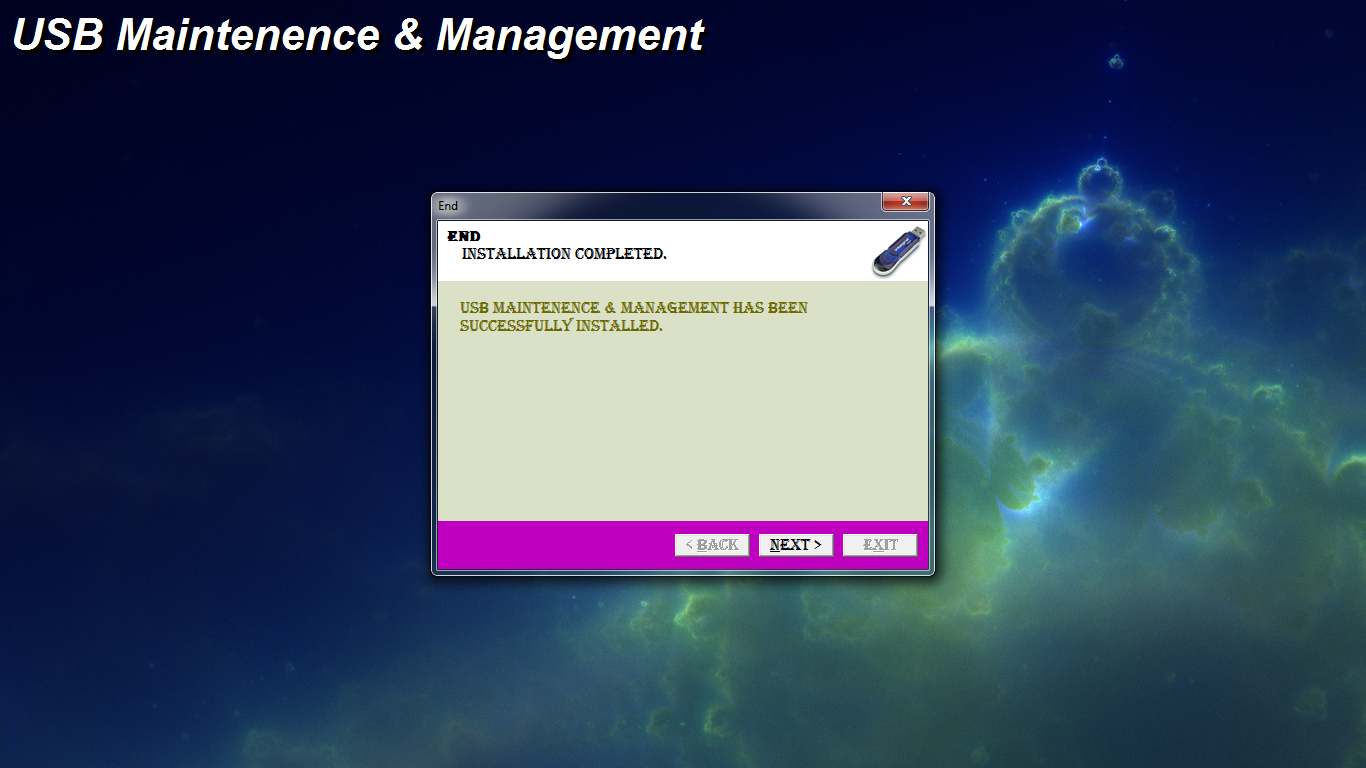 USB Maintenence & Management
End
END
INSTALLATION COMPLETED.
USB MAINTENENCE & MANAGEMENT HAS BEEN
SUCCESSFULLY INSTALLED.
< BACK
NEXT >
EXIT